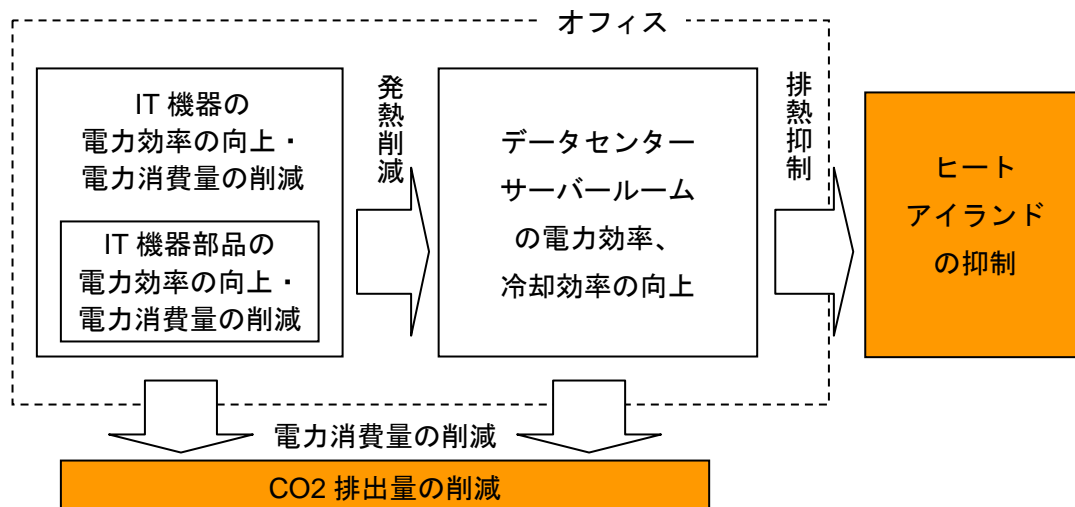 オフィス
IT 機器の
電力効率の向上・
電力消費量の削減
IT 機器部品の
電力効率の向上・
電力消費量の削減
発熱削減
データセンター
サーバールーム
の電力効率、
冷却効率の向上
排熱抑制
ヒート
アイランド
の抑制
電力消費量の削減
CO2 排出量の削減